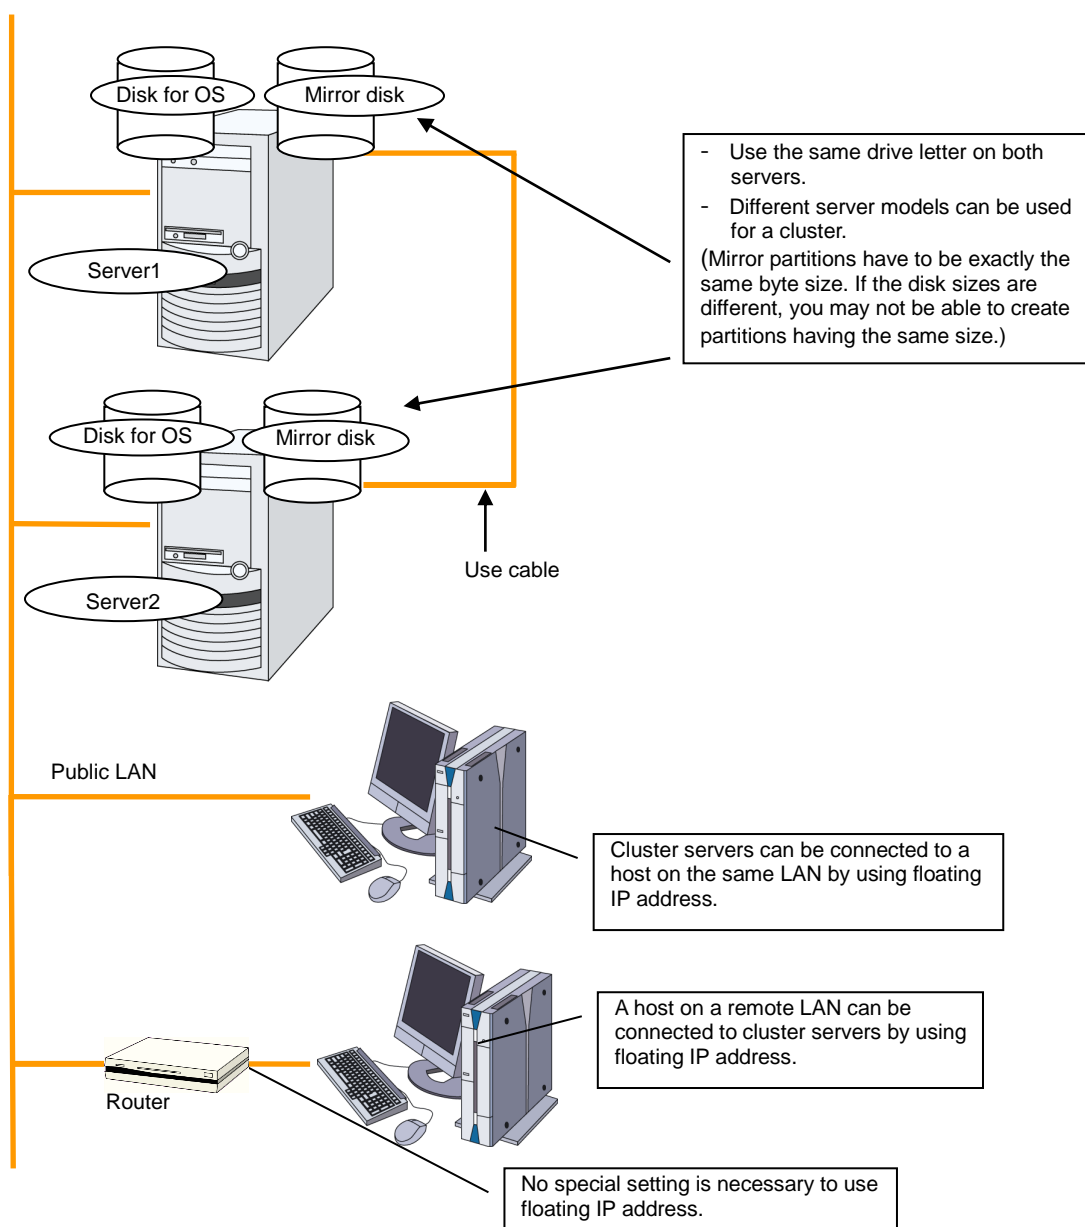 Disk for OS
Mirror disk
- Use the same drive letter on both
servers.
- Different server models can be used
for a cluster.
(Mirror partitions have to be exactly the
same byte size. If the disk sizes are
different, you may not be able to create
partitions having the same size.)
Server1
Disk for OS
Mirror disk
Use cable
Server2
Public LAN
Cluster servers can be connected to a
host on the same LAN by using floating
IP address.
A host on a remote LAN can be
connected to cluster servers by using
floating IP address.
Router
No special setting is necessary to use
floating IP address.